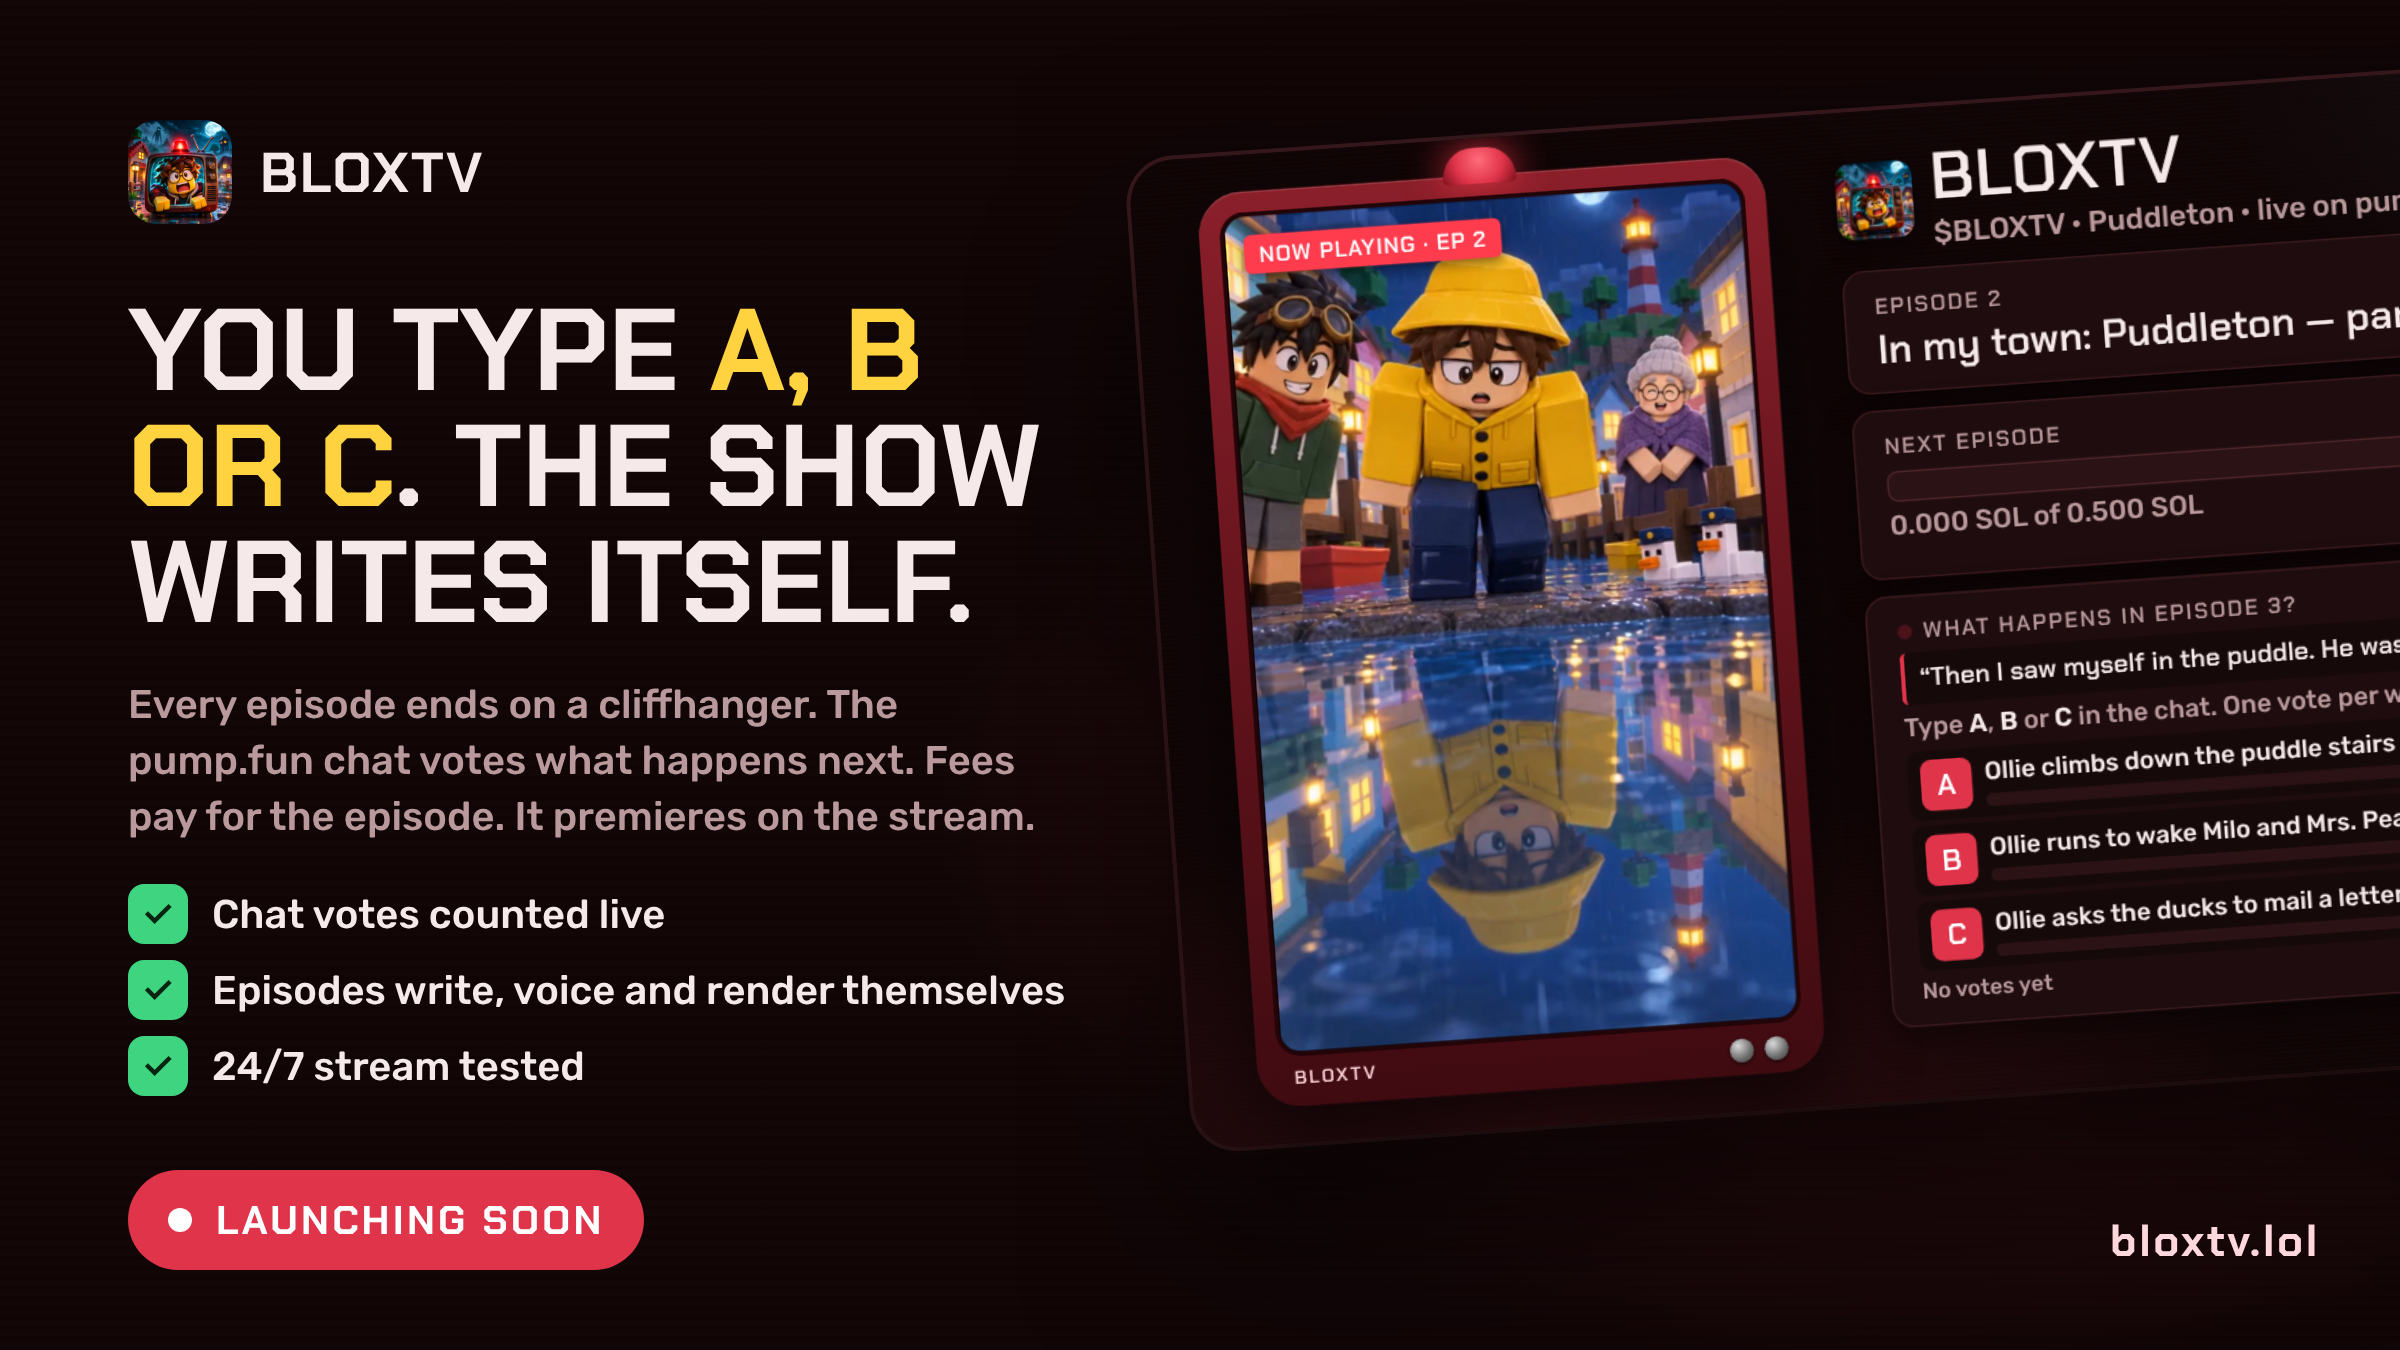 BLOXTV
YOU TYPE A, B
OR C. THE SHOW
WRITES ITSELF.
Every episode ends on a cliffhanger. The
pump.fun chat votes what happens next. Fees
pay for the episode. It premieres on the stream.
Chat votes counted live
Episodes write, voice and render themselves
24/7 stream tested
LAUNCHING SOON
NOW PLAYING · EP 2
BLOXTV
BLOXTV
$BLOXTV • Puddleton • live on
EPISODE 2
In my town: Puddleton —
NEXT EPISODE
0.000 SOL of 0.500 SOL
WHAT HAPPENS IN EPISODE 3?
“Then I saw myself in the puddle. He was
Type A, B or C in the chat. One vote per
A
Ollie climbs down the puddle stairs
B
Ollie runs to wake Milo and Mrs.
C
Ollie asks the ducks to mail a letter
No votes yet
bloxtv.lol